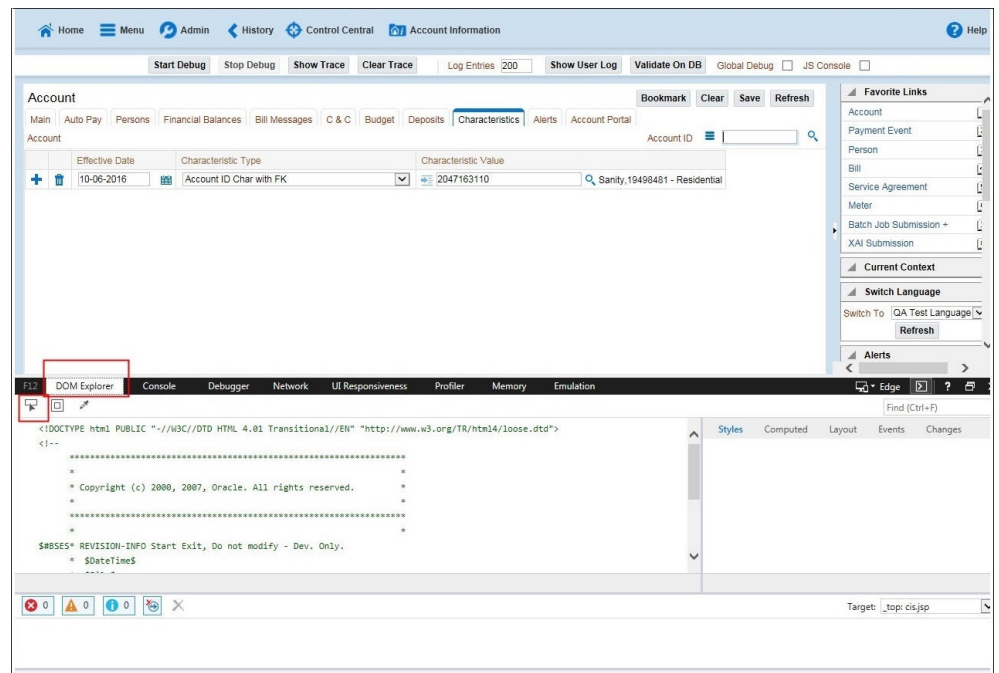 Home Menu Admin History Control Central Account Information Help
Start Debug Stop Debug Show Trace Clear Trace Log Entries 200 Show User Log Validate On DB Global Debug JS Console
Account Bookmark Clear Save Refresh
Main Auto Pay Persons Financial Balances Bill Messages C & C Budget Deposits Characteristics Alerts Account Portal
Account Account ID
Effective Date Characteristic Type Characteristic Value
10-06-2016 Account ID Char with FK 2047163110 Sanity,19498481 - Residential
Favorite Links
Account
Payment Event
Person
Bill
Service Agreement
Meter
Batch Job Submission +
XAI Submission
Current Context
Switch Language
Switch To QA Test Language
Refresh
Alerts
F12 DOM Explorer Console Debugger Network UI Responsiveness Profiler Memory Emulation Edge ?
Find (Ctrl+F)
<!DOCTYPE html PUBLIC "-//W3C//DTD HTML 4.01 Transitional//EN" "http://www.w3.org/TR/html4/loose.dtd">
<!--
*******************************************************************
* *
* Copyright (c) 2000, 2007, Oracle. All rights reserved. *
* *
*******************************************************************
* *
$#BSES* REVISION-INFO Start Exit, Do not modify - Dev. Only.
* $DateTime$
Styles Computed Layout Events Changes
0 0 0
Target: _top: cis.jsp